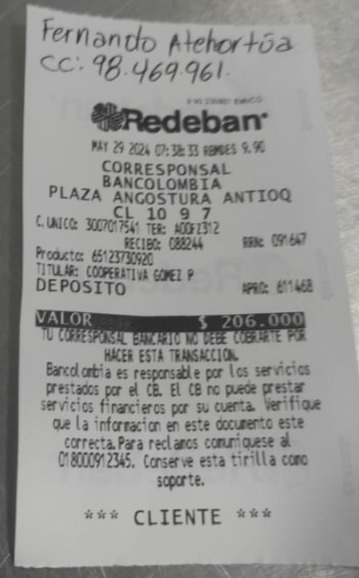 Fernando Atehortúa
CC: 98.469.961.
Redeban
MAY 29 2024 07:38:33 RBMDES 9.90
CORRESPONSAL
BANCOLOMBIA
PLAZA ANGOSTURA ANTIOQ
CL 10 9 7
C.UNICO: 3007017541 TER: A00FZ312
RECIBO: 088244 RRN: 091647
Producto: 65123730920
TITULAR: COOPERATIVA GOMEZ P
DEPOSITO APRO: 611468
VALOR $ 206.000
TU CORRESPONSAL BANCARIO NO DEBE COBRARTE POR
HACER ESTA TRANSACCION.
Bancolombia es responsable por los servicios
prestados por el CB. El CB no puede prestar
servicios financieros por su cuenta. Verifique
que la informacion en este documento este
correcta. Para reclamos comuniquese al
018000912345. Conserve esta tirilla como
soporte.
*** CLIENTE ***